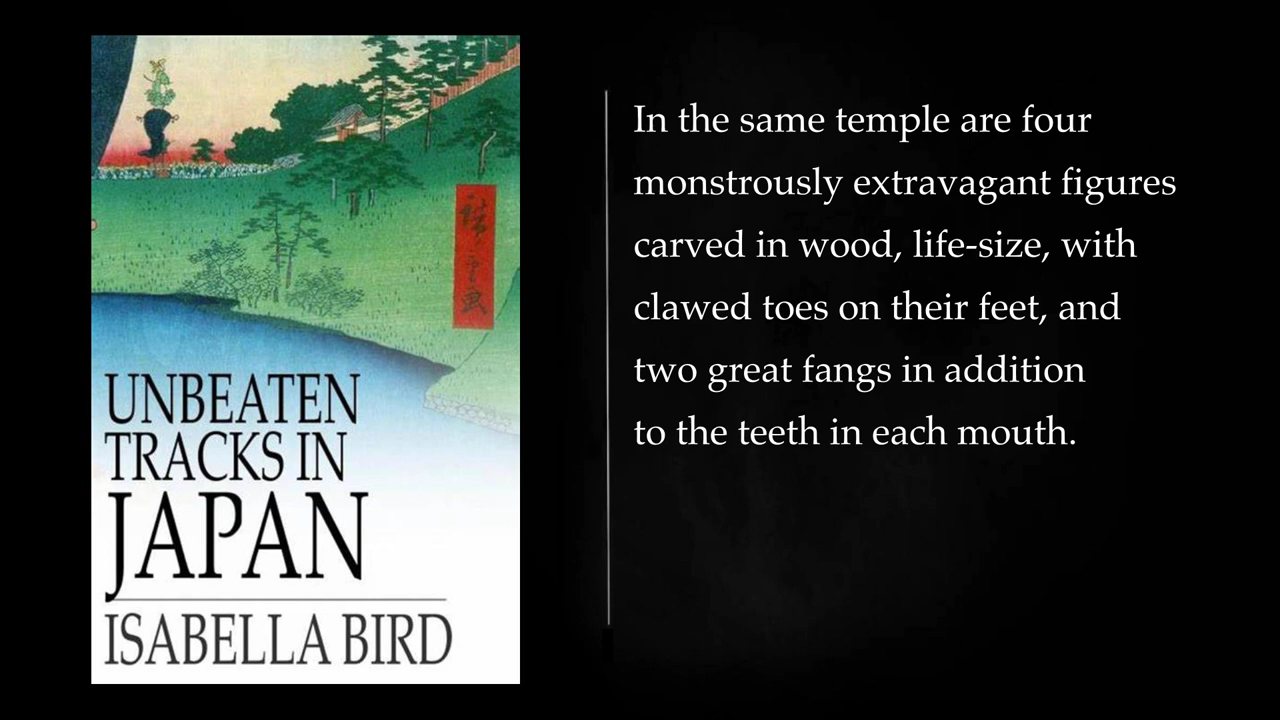 UNBEATEN
TRACKS IN
JAPAN
ISABELLA BIRD
In the same temple are four
monstrously extravagant figures
carved in wood, life-size, with
clawed toes on their feet, and
two great fangs in addition
to the teeth in each mouth.